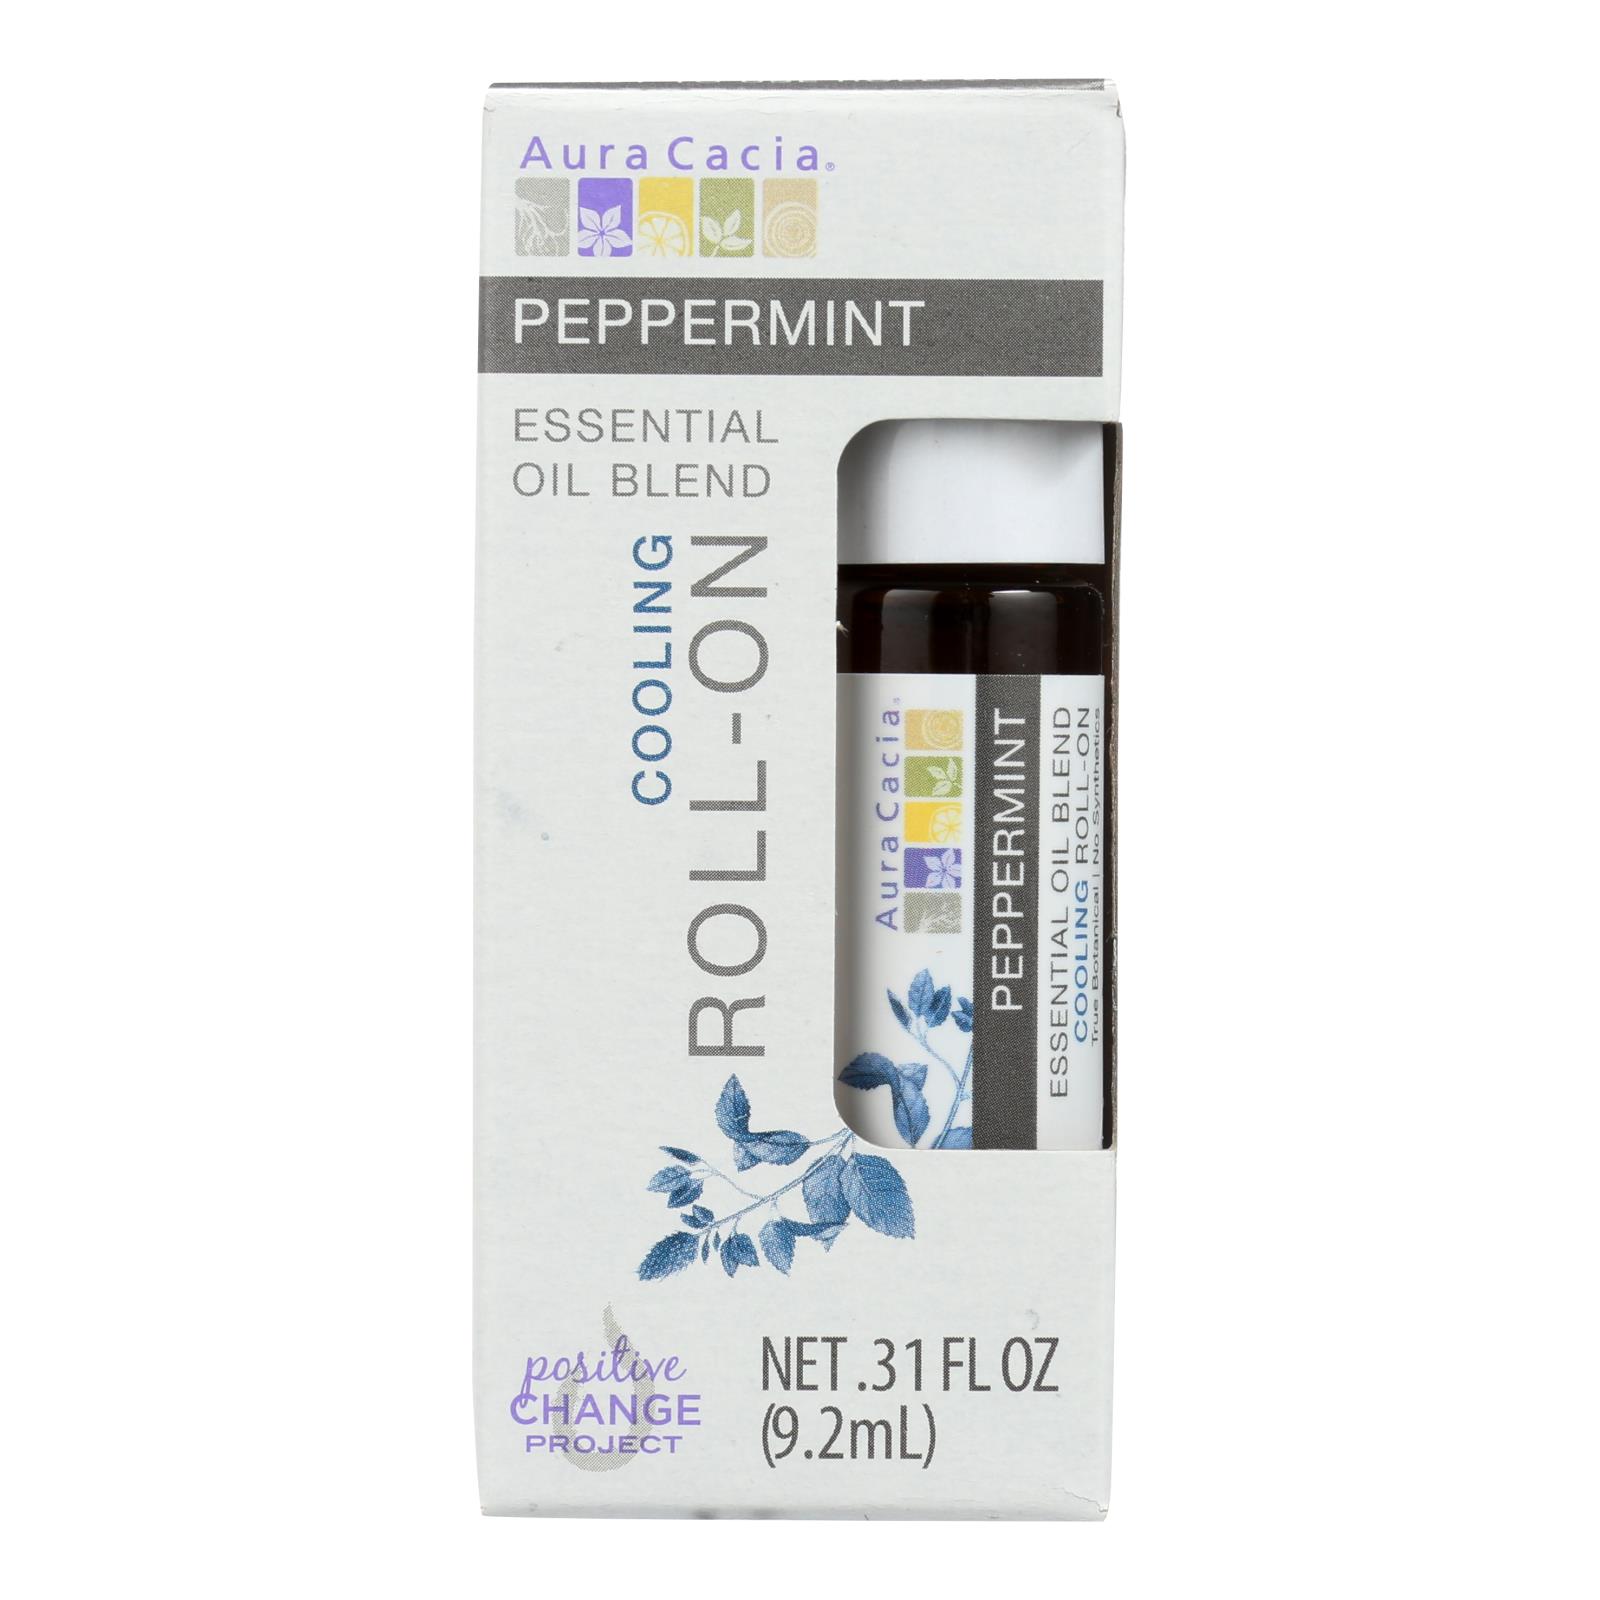 Aura Cacia®
PEPPERMINT
ESSENTIAL
OIL BLEND
COOLING
ROLL-ON
Aura Cacia®
PEPPERMINT
ESSENTIAL OIL BLEND
COOLING ROLL-ON
True Botanical | No Synthetics
positive
CHANGE
PROJECT
NET .31 FL OZ
(9.2mL)